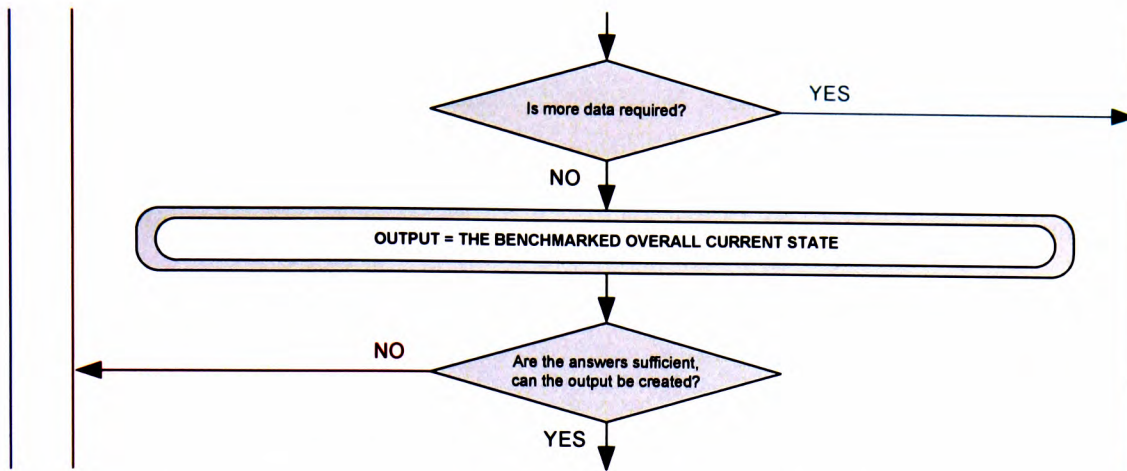 YES
Is more data required?
NO
OUTPUT = THE BENCHMARKED OVERALL CURRENT STATE
NO
Are the answers sufficient,
can the output be created?
YES